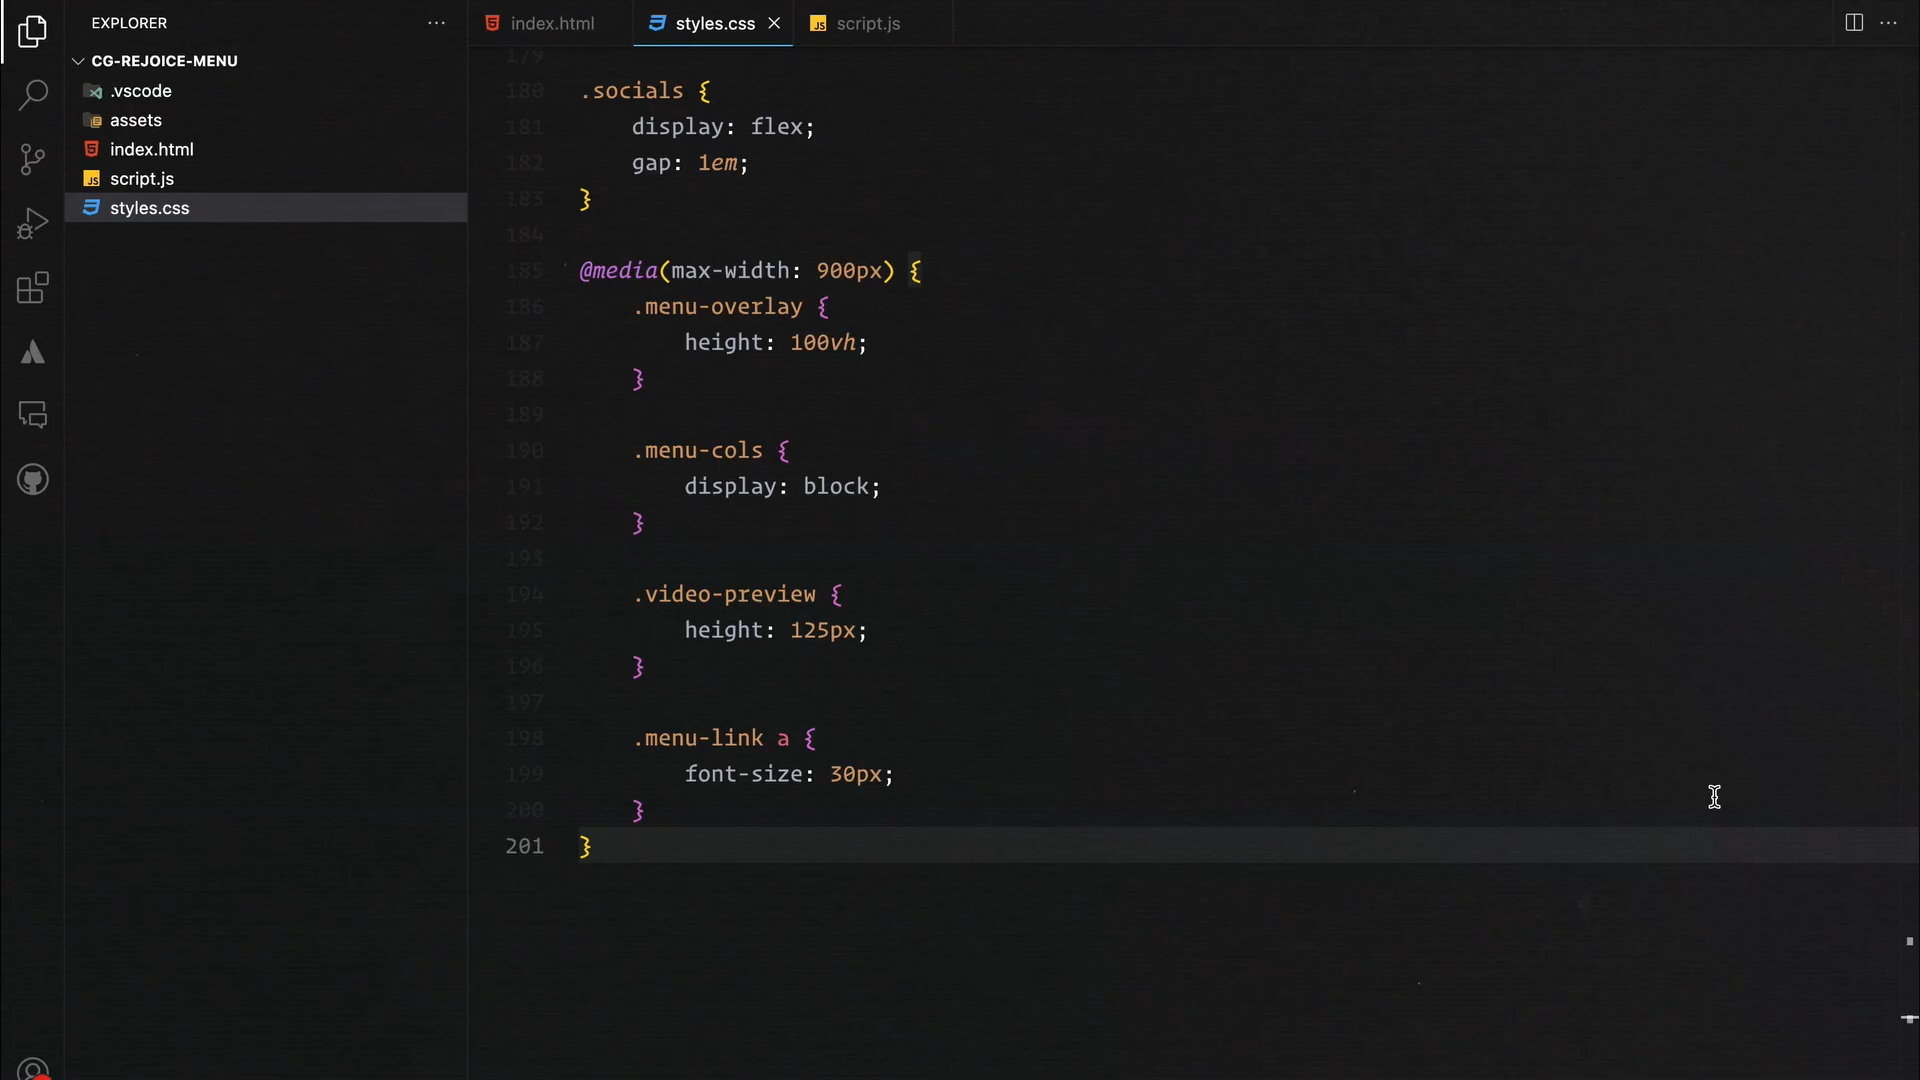 EXPLORER
CG-REJOICE-MENU
.vscode
assets
index.html
JS script.js
styles.css
index.html
styles.css
JS script.js
179
180 .socials {
181 display: flex;
182 gap: 1em;
183 }
184
185 @media(max-width: 900px) {
186 .menu-overlay {
187 height: 100vh;
188 }
189
190 .menu-cols {
191 display: block;
192 }
193
194 .video-preview {
195 height: 125px;
196 }
197
198 .menu-link a {
199 font-size: 30px;
200 }
201 }